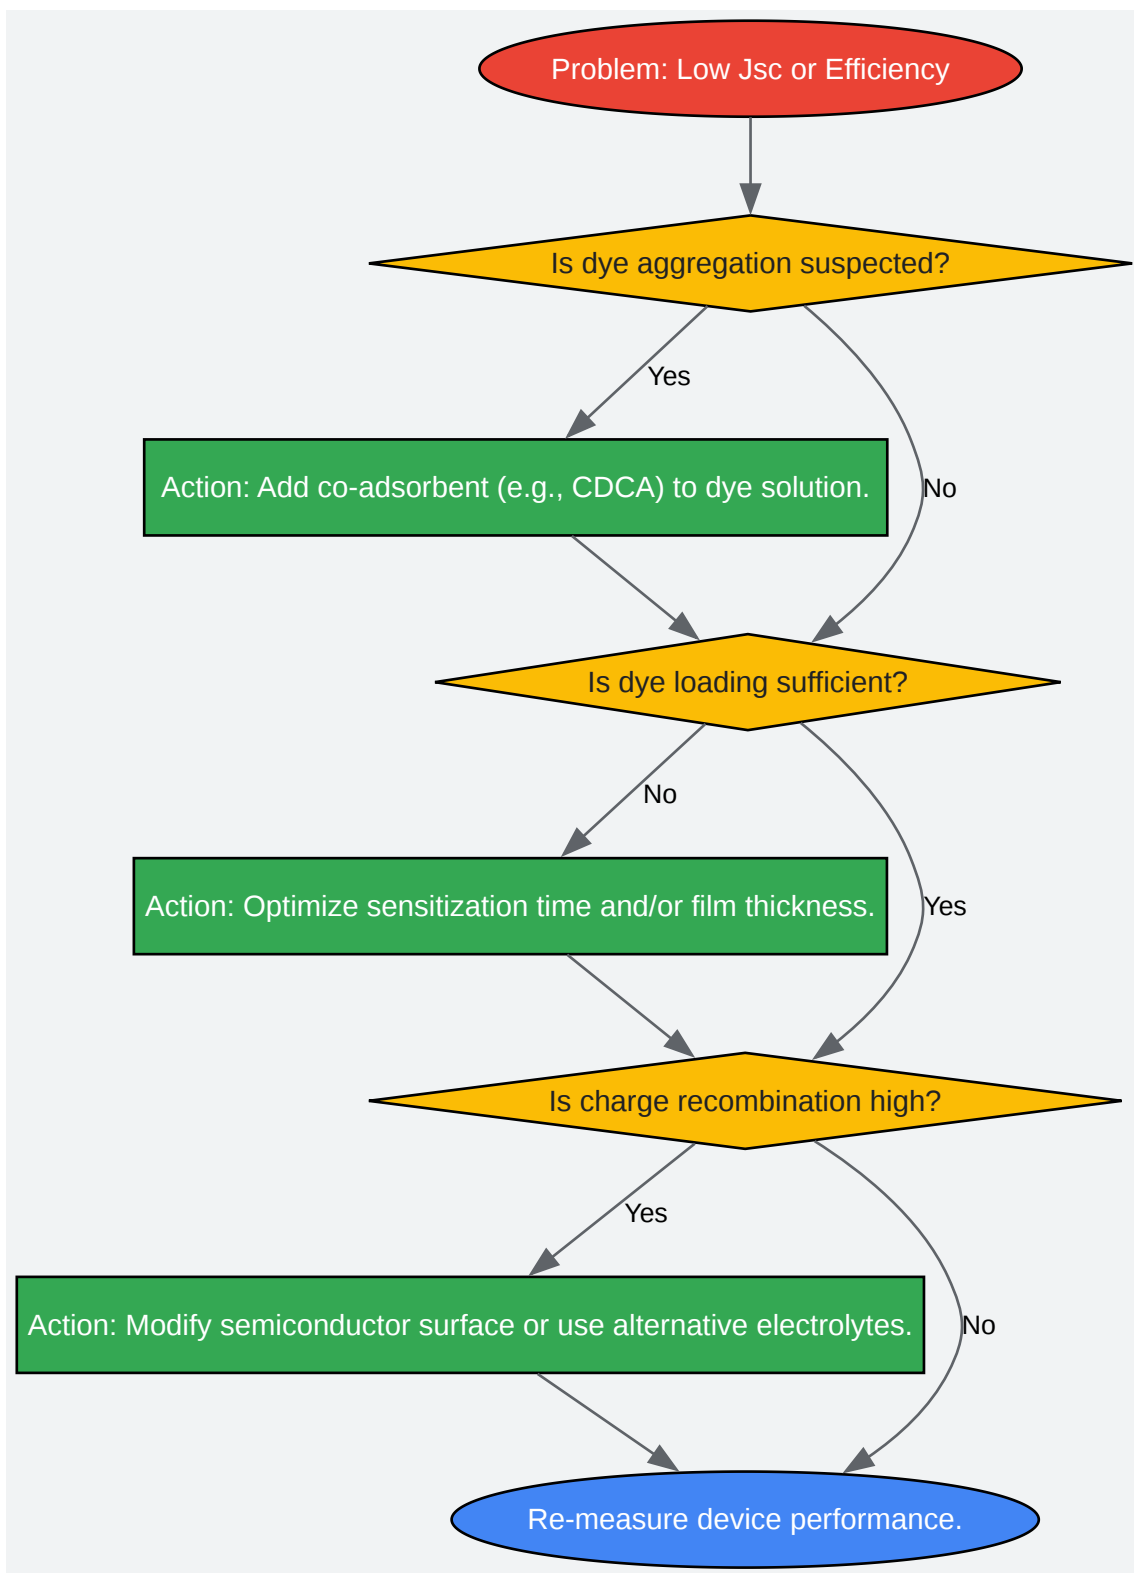 Problem: Low Jsc or Efficiency
Is dye aggregation suspected?
Yes
Action: Add co-adsorbent (e.g., CDCA) to dye solution.
No
Is dye loading sufficient?
No
Action: Optimize sensitization time and/or film thickness.
Yes
Is charge recombination high?
Yes
Action: Modify semiconductor surface or use alternative electrolytes.
No
Re-measure device performance.